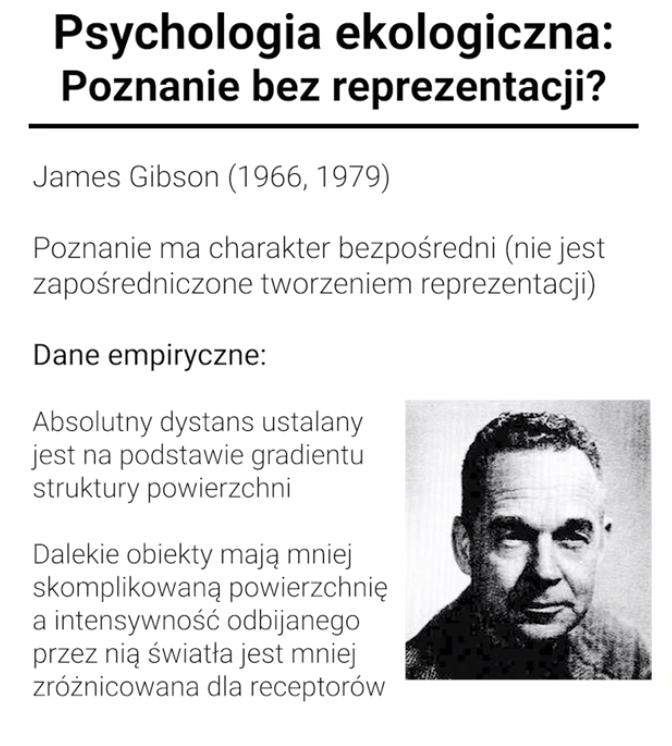 Psychologia ekologiczna:
Poznanie bez reprezentacji?
James Gibson (1966, 1979)
Poznanie ma charakter bezpośredni (nie jest
zapośredniczone tworzeniem reprezentacji)
Dane empiryczne:
Absolutny dystans ustalany
jest na podstawie gradientu
struktury powierzchni
Dalekie obiekty mają mniej
skomplikowaną powierzchnię
a intensywność odbijanego
przez nią światła jest mniej
zróżnicowana dla receptorów